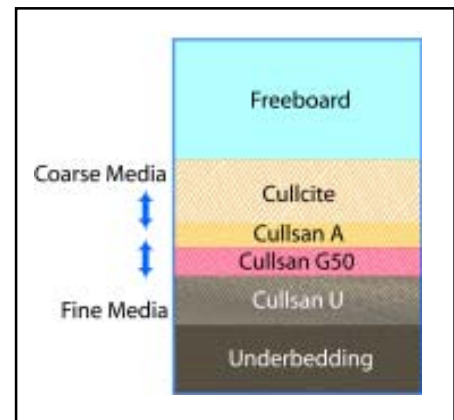 Freeboard
Coarse Media
Cullcite
Cullsan A
Cullsan G50
Cullsan U
Fine Media
Underbedding